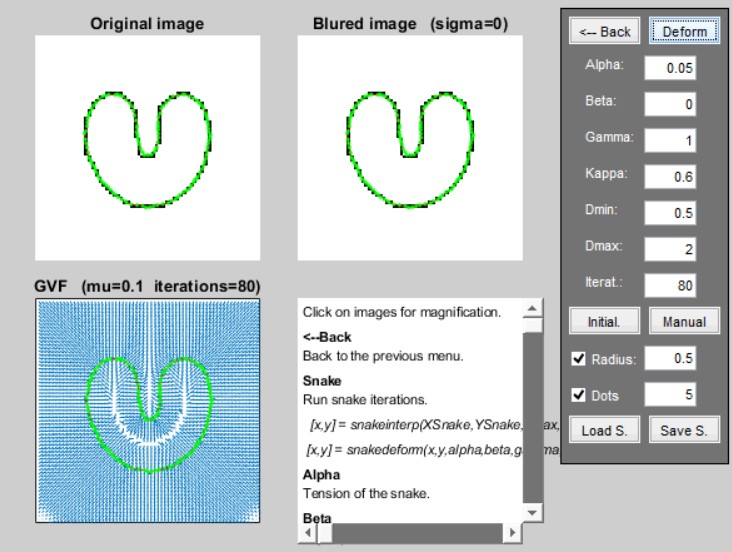 Original image
Blured image (sigma=0)
<-- Back
Deform
Alpha:
0.05
Beta:
0
Gamma:
1
Kappa:
0.6
Dmin:
0.5
Dmax:
2
Iterat.:
80
Initial.
Manual
Radius:
0.5
Dots
5
Load S.
Save S.
GVF (mu=0.1 iterations=80)
Click on images for magnification.
<--Back
Back to the previous menu.
Snake
Run snake iterations.
[x,y] = snakeinterp(XSnake,YSnake, ax,
[x,y] = snakedeform(x,y,alpha,beta,g ma
Alpha
Tension of the snake.
Beta